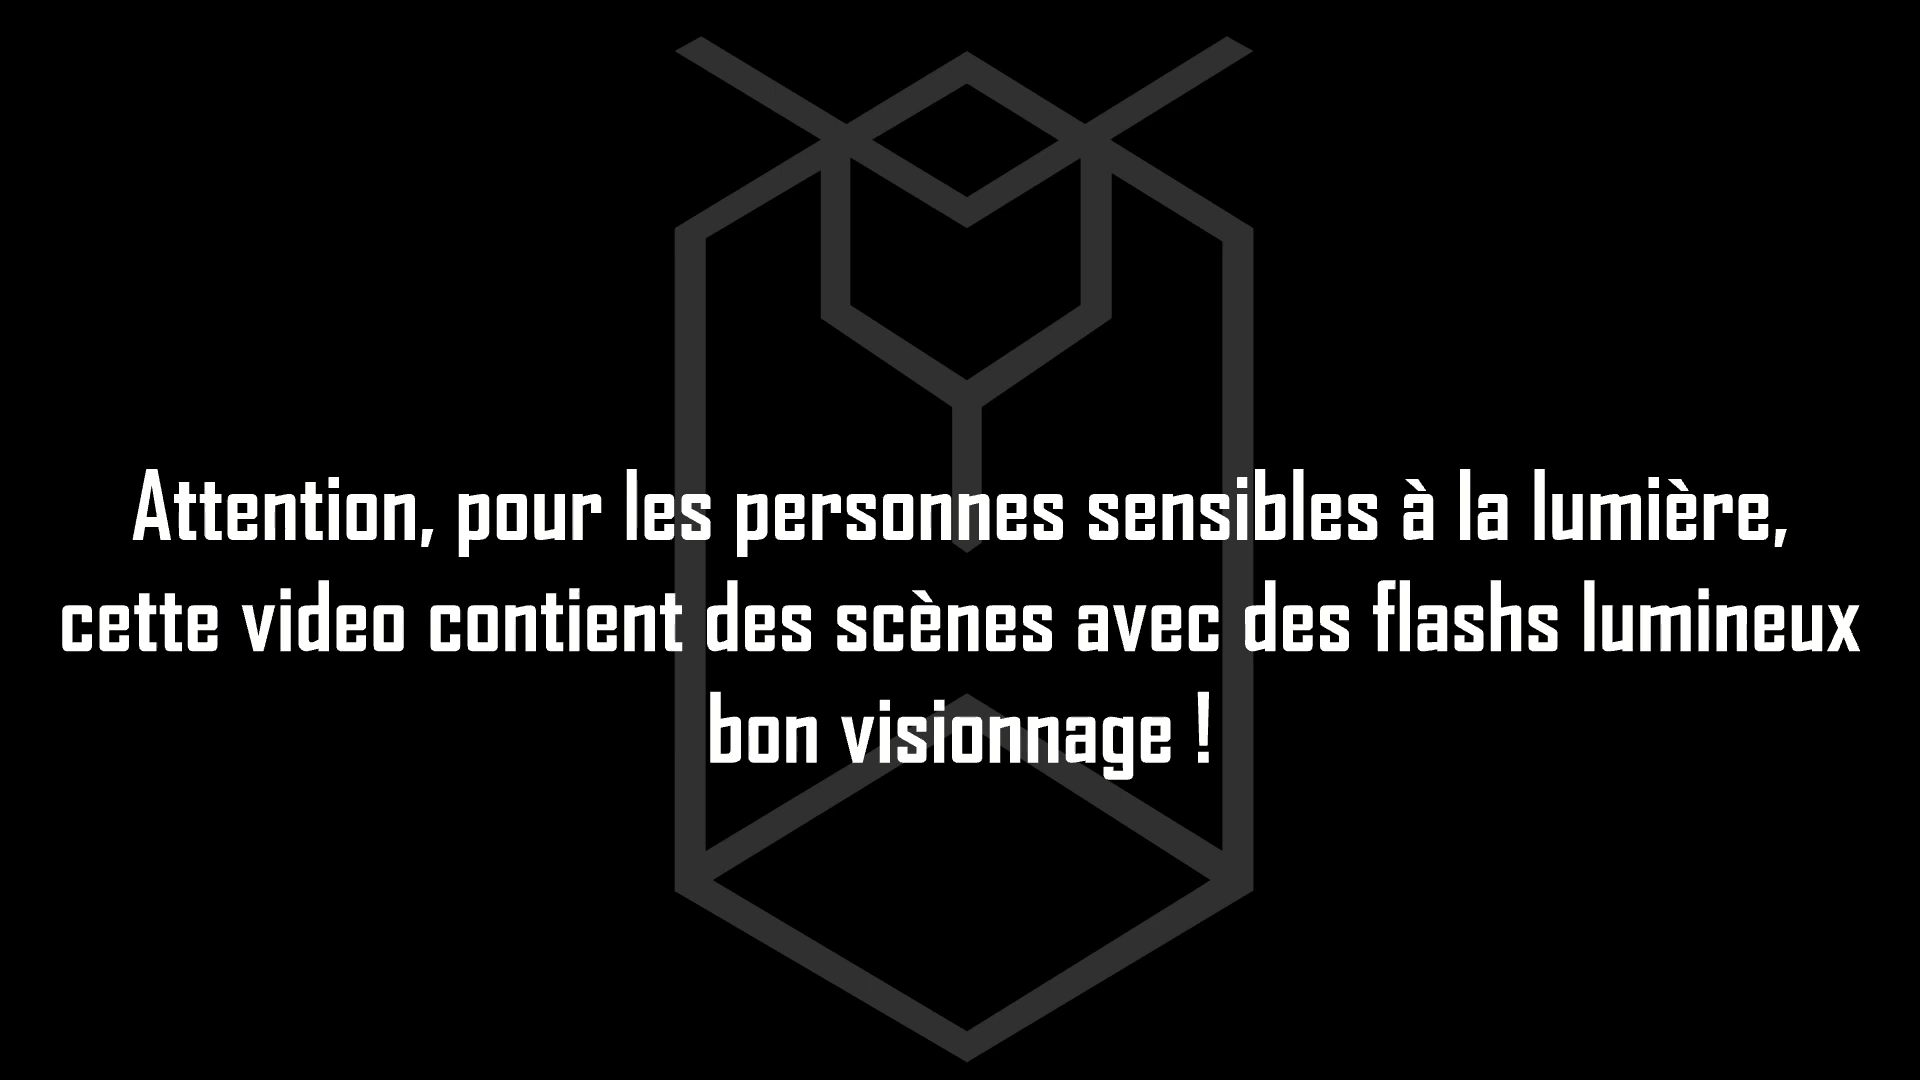 Attention, pour les personnes sensibles à la lumière,
cette video contient des scènes avec des flashs lumineux
bon visionnage !